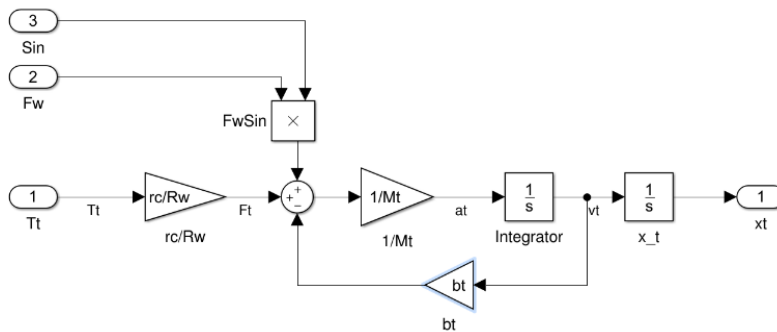 3
Sin
2
Fw
FwSin
×
1
Tt
Tt
rc/Rw
rc/Rw
Ft
+
+
−
1/Mt
1/Mt
at
1
s
Integrator
vt
1
s
x_t
1
xt
bt
bt